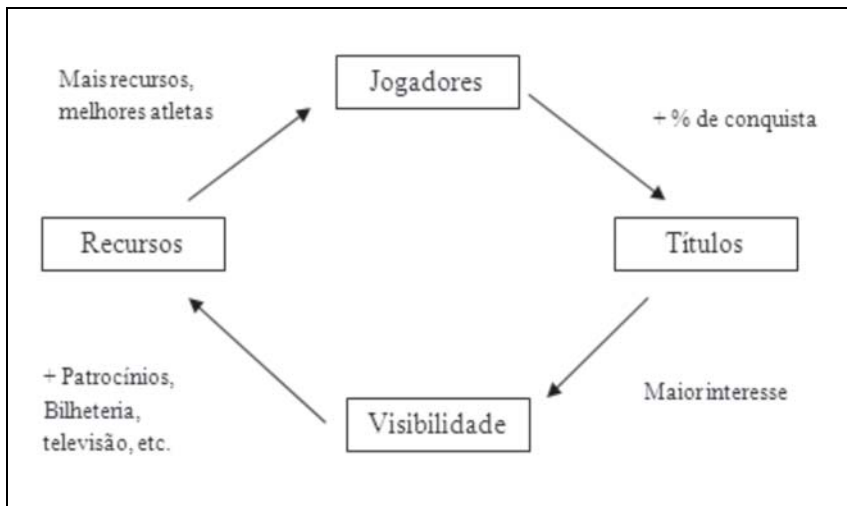 Jogadores
Mais recursos,
melhores atletas
+ % de conquista
Recursos
Títulos
+ Patrocínios,
Bilheteria,
televisão, etc.
Maior interesse
Visibilidade